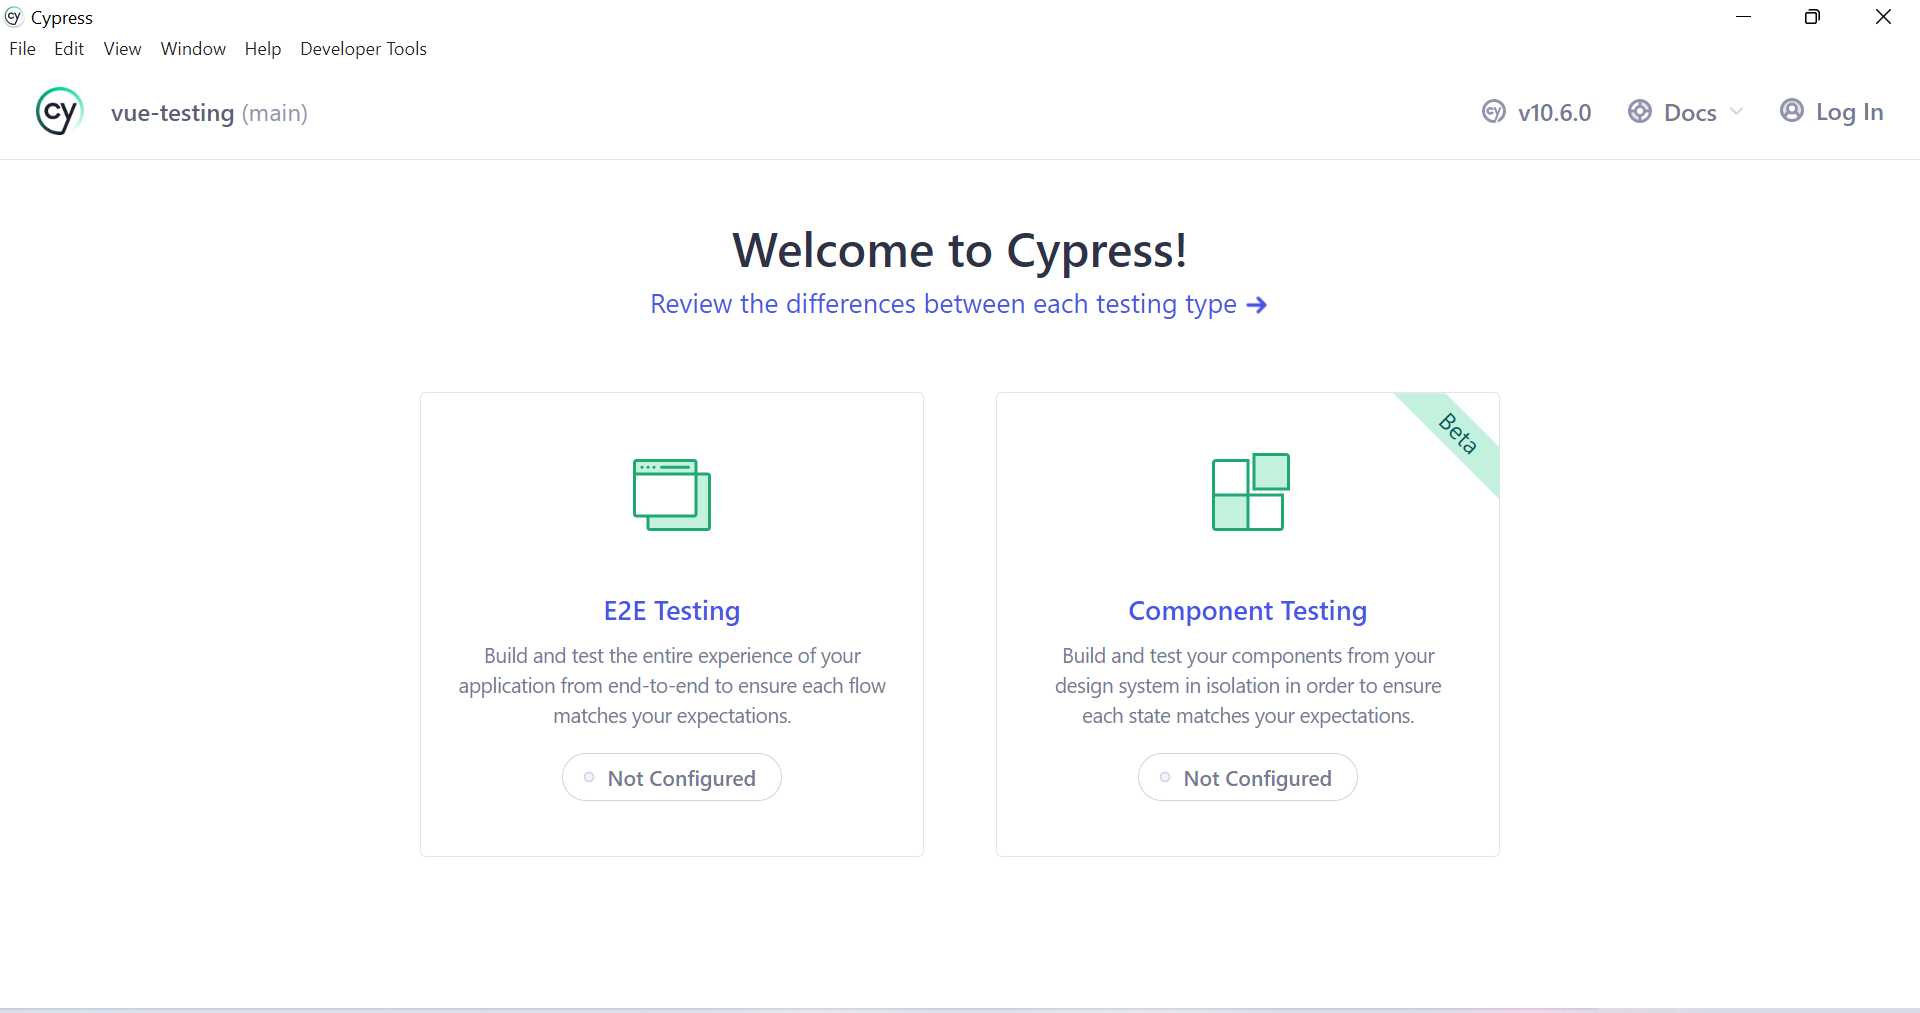 cy Cypress
File Edit View Window Help Developer Tools
cy vue-testing (main)
cy v10.6.0 Docs Log In
Welcome to Cypress!
Review the differences between each testing type →
Beta
E2E Testing
Build and test the entire experience of your
application from end-to-end to ensure each flow
matches your expectations.
Not Configured
Component Testing
Build and test your components from your
design system in isolation in order to ensure
each state matches your expectations.
Not Configured